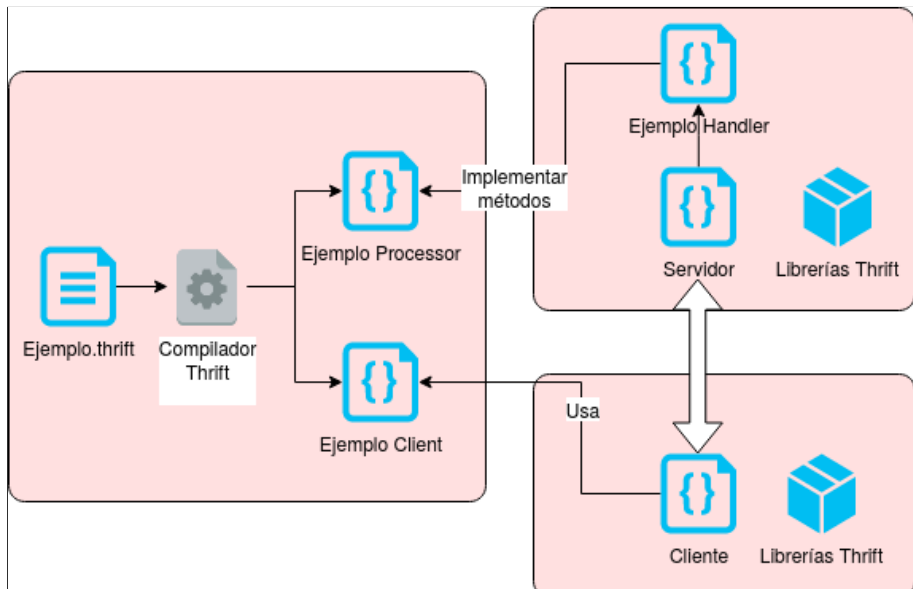 Ejemplo Handler
Implementar
métodos
Ejemplo Processor
Servidor
Librerías Thrift
Ejemplo.thrift
Compilador
Thrift
Usa
Ejemplo Client
Cliente
Librerías Thrift